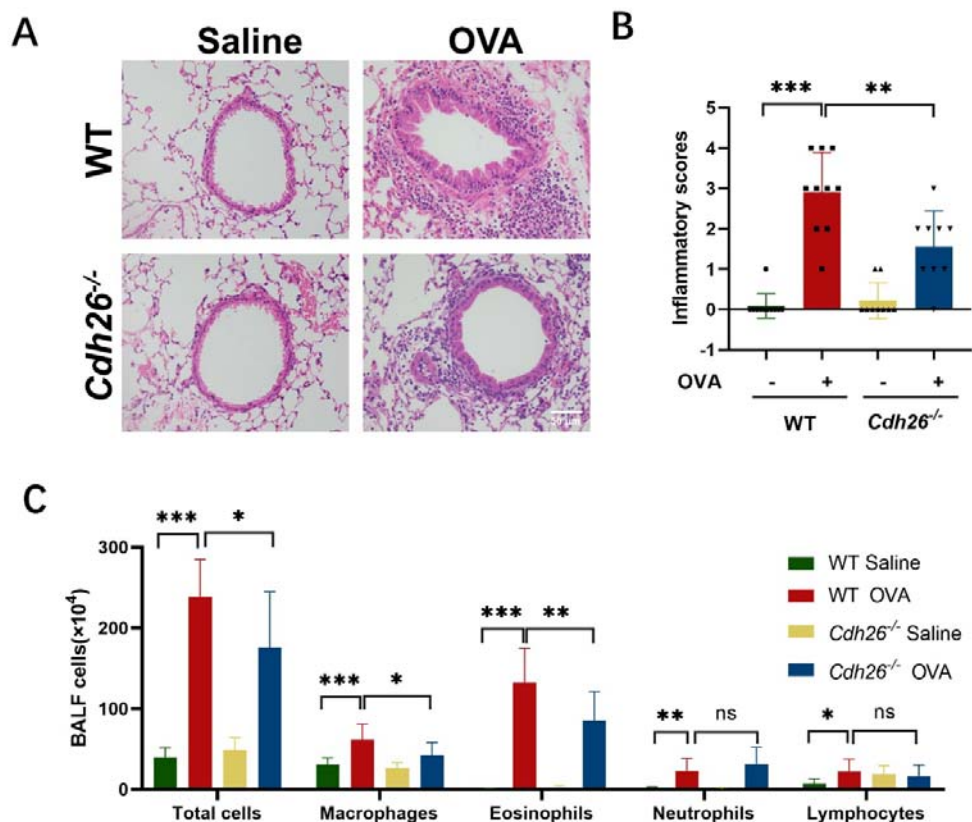 A
Saline
OVA
WT
Cdh26-/-
B
*** **
Inflammatory scores
5
4
3
2
1
0
-1
OVA - + - +
WT Cdh26-/-
C
*** *
*** *
*** **
** ns
* ns
BALF cells(×10⁴)
300
200
100
0
Total cells Macrophages Eosinophils Neutrophils Lymphocytes
WT Saline
WT OVA
Cdh26-/- Saline
Cdh26-/- OVA